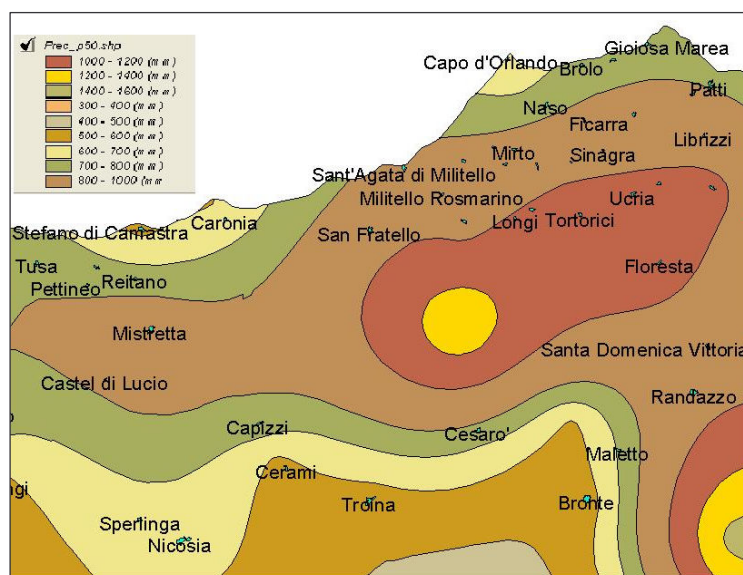 Prec_p50.shp
1000 - 1200 (mm)
1200 - 1400 (mm)
1400 - 1600 (mm)
300 - 400 (mm)
400 - 500 (mm)
500 - 600 (mm)
600 - 700 (mm)
700 - 800 (mm)
800 - 1000 (mm
Gioiosa Marea
Capo d'Orlando
Brolo
Patti
Naso
Ficarra
Librizzi
Mirto
Sinagra
Sant'Agata di Militello
Militello Rosmarino
Ucria
Caronia
Longi
Tortorici
Stefano di Camastra
San Fratello
Tusa
Floresta
Reitano
Pettineo
Mistretta
Santa Domenica Vittoria
Castel di Lucio
Randazzo
Capizzi
Cesaro'
Maletto
Cerami
ngi
Troina
Bronte
Sperlinga
Nicosia